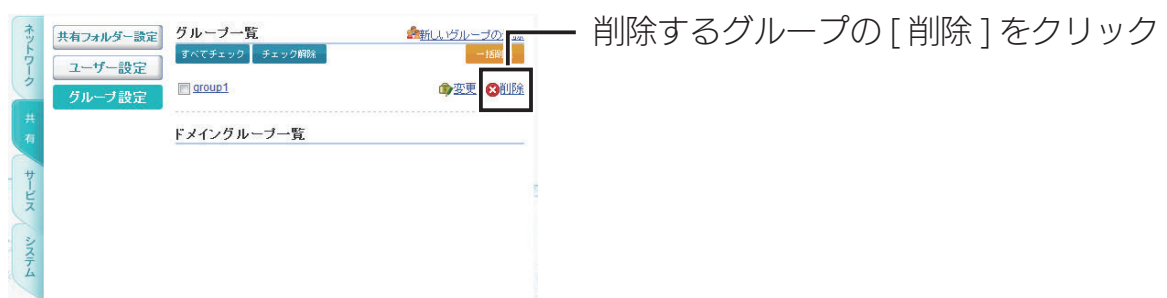 ネットワーク
共有
サービス
システム
共有フォルダー設定
ユーザー設定
グループ設定
グループ一覧
新しいグループの
すべてチェック
チェック解除
一括
group1
変更
削除
ドメイングループ一覧
削除するグループの [ 削除 ] をクリック